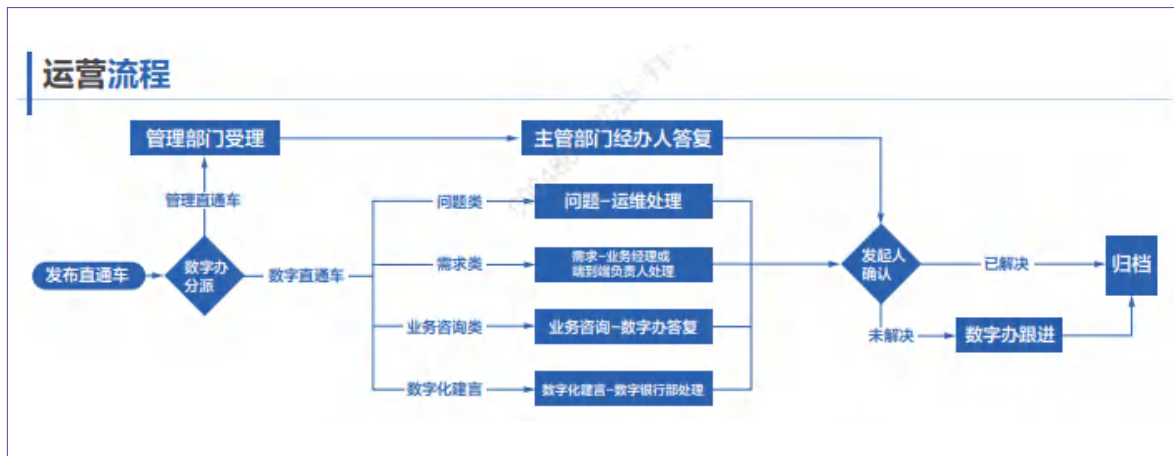 运营流程
管理部门受理
主管部门经办人答复
管理直通车
问题类
问题-运维处理
发布直通车
数字办
分派
数字直通车
需求类
需求-业务经理或
端到端负责人处理
发起人
确认
已解决
归档
业务咨询类
业务咨询-数字办答复
未解决
数字办跟进
数字化建言
数字化建言-数字银行部处理